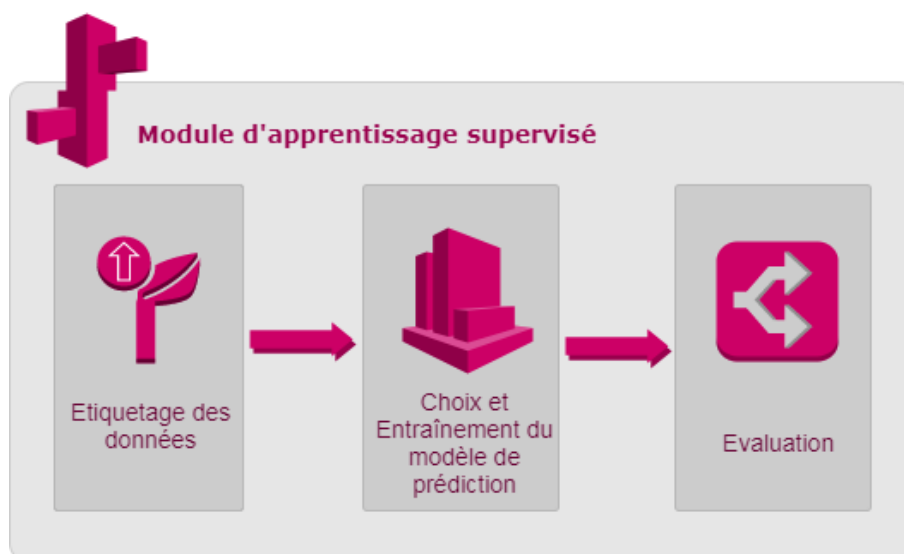 Module d'apprentissage supervisé
Etiquetage des
données
Choix et
Entraînement du
modèle de
prédiction
Evaluation